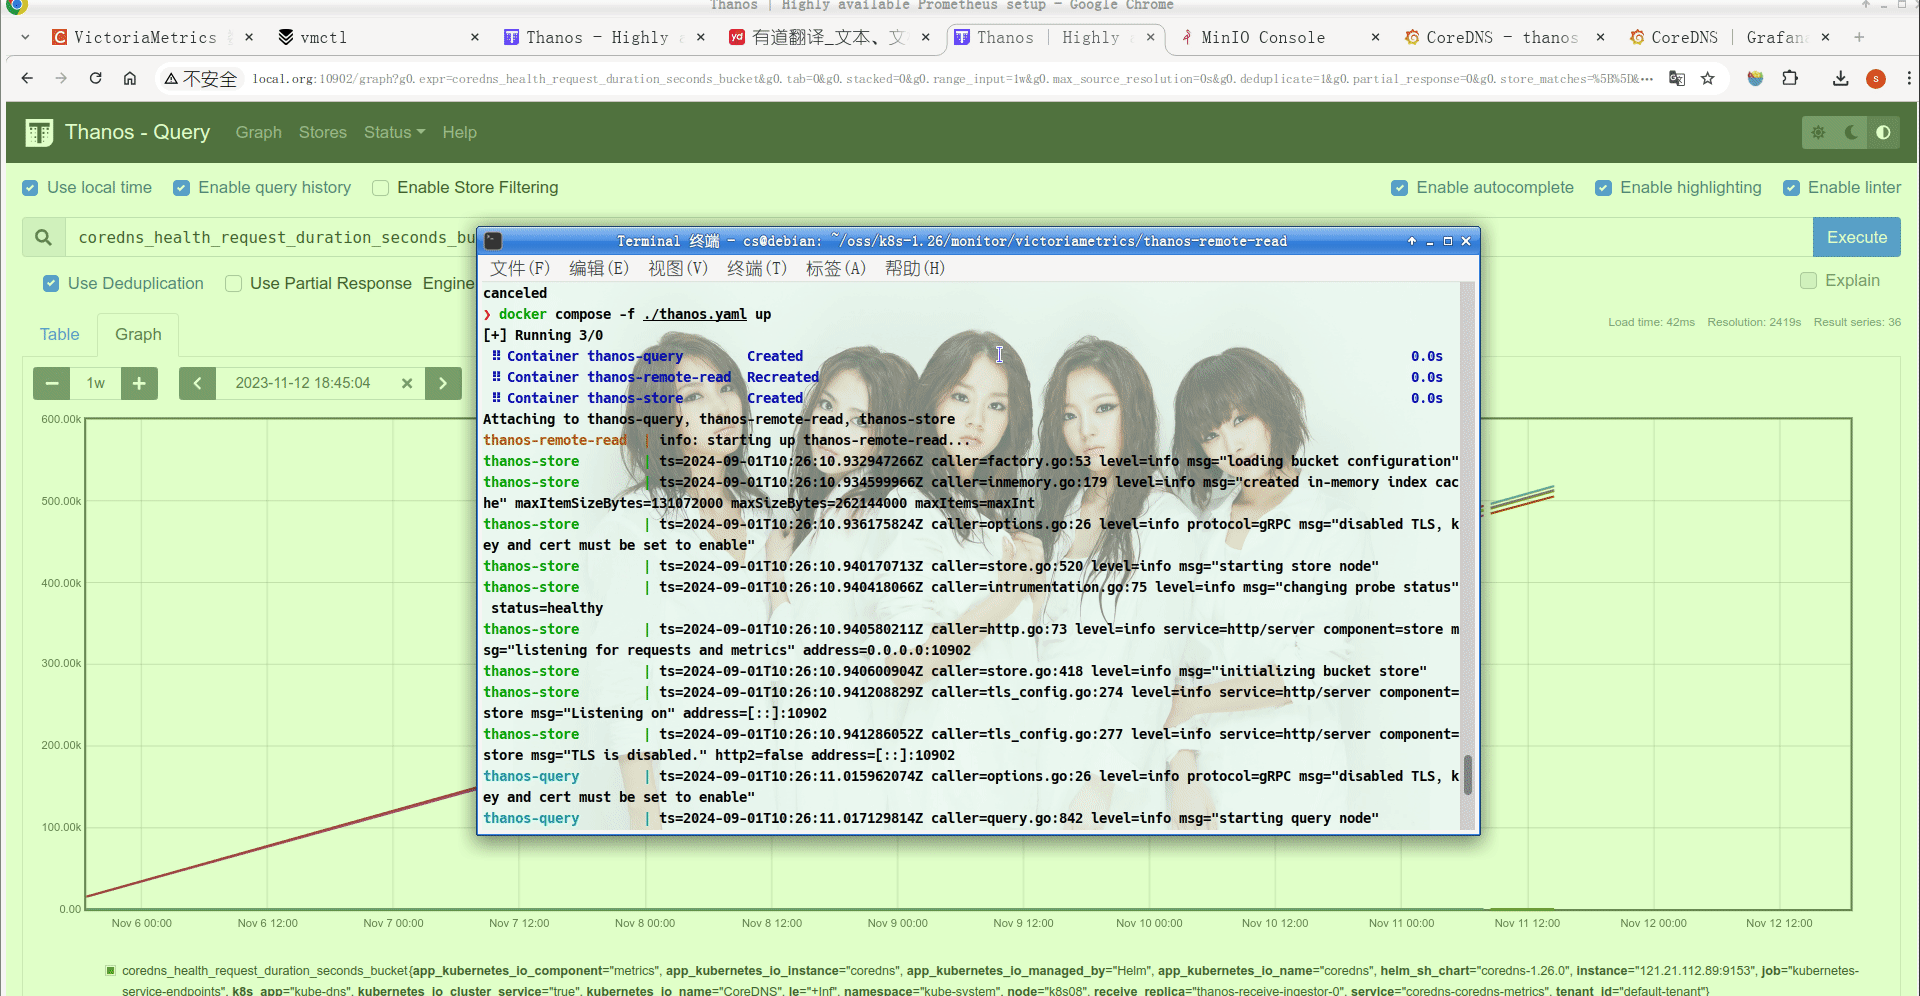 Thanos | Highly available Prometheus setup - Google Chrome
VictoriaMetrics
vmctl
Thanos - Highly
有道翻译_文本、文
Thanos | Highly
MinIO Console
CoreDNS - thanos
CoreDNS | Grafana
不安全
local.org:10902/graph?g0.expr=coredns_health_request_duration_seconds_bucket&g0.tab=0&g0.stacked=0&g0.range_input=1w&g0.max_source_resolution=0s&g0.deduplicate=1&g0.partial_response=0&g0.store_matches=%5B%5D&…
S
Thanos - Query Graph Stores Status Help
Use local time Enable query history Enable Store Filtering Enable autocomplete Enable highlighting Enable linter
coredns_health_request_duration_seconds_bu
Execute
Use Deduplication Use Partial Response Engine
Explain
Table Graph
Load time: 42ms Resolution: 2419s Result series: 36
1w
2023-11-12 18:45:04
Terminal 终端 - cs@debian: ~/oss/k8s-1.26/monitor/victoriametrics/thanos-remote-read
文件(F) 编辑(E) 视图(V) 终端(T) 标签(A) 帮助(H)
canceled
❯ docker compose -f ./thanos.yaml up
[+] Running 3/0
⠿ Container thanos-query Created 0.0s
⠿ Container thanos-remote-read Recreated 0.0s
⠿ Container thanos-store Created 0.0s
Attaching to thanos-query, thanos-remote-read, thanos-store
thanos-remote-read | info: starting up thanos-remote-read...
thanos-store | ts=2024-09-01T10:26:10.932947266Z caller=factory.go:53 level=info msg="loading bucket configuration"
thanos-store | ts=2024-09-01T10:26:10.934599966Z caller=inmemory.go:179 level=info msg="created in-memory index cac
he" maxItemSizeBytes=131072000 maxSizeBytes=262144000 maxItems=maxInt
thanos-store | ts=2024-09-01T10:26:10.936175824Z caller=options.go:26 level=info protocol=gRPC msg="disabled TLS, k
ey and cert must be set to enable"
thanos-store | ts=2024-09-01T10:26:10.940170713Z caller=store.go:520 level=info msg="starting store node"
thanos-store | ts=2024-09-01T10:26:10.940418066Z caller=intrumentation.go:75 level=info msg="changing probe status"
status=healthy
thanos-store | ts=2024-09-01T10:26:10.940580211Z caller=http.go:73 level=info service=http/server component=store m
sg="listening for requests and metrics" address=0.0.0.0:10902
thanos-store | ts=2024-09-01T10:26:10.940600904Z caller=store.go:418 level=info msg="initializing bucket store"
thanos-store | ts=2024-09-01T10:26:10.941208829Z caller=tls_config.go:274 level=info service=http/server component=
store msg="Listening on" address=[::]:10902
thanos-store | ts=2024-09-01T10:26:10.941286052Z caller=tls_config.go:277 level=info service=http/server component=
store msg="TLS is disabled." http2=false address=[::]:10902
thanos-query | ts=2024-09-01T10:26:11.015962074Z caller=options.go:26 level=info protocol=gRPC msg="disabled TLS, k
ey and cert must be set to enable"
thanos-query | ts=2024-09-01T10:26:11.017129814Z caller=query.go:842 level=info msg="starting query node"
600.00k
500.00k
400.00k
300.00k
200.00k
100.00k
0.00
Nov 6 00:00 Nov 6 12:00 Nov 7 00:00 Nov 7 12:00 Nov 8 00:00 Nov 8 12:00 Nov 9 00:00 Nov 9 12:00 Nov 10 00:00 Nov 10 12:00 Nov 11 00:00 Nov 11 12:00 Nov 12 00:00 Nov 12 12:00
coredns_health_request_duration_seconds_bucket{app_kubernetes_io_component="metrics", app_kubernetes_io_instance="coredns", app_kubernetes_io_managed_by="Helm", app_kubernetes_io_name="coredns", helm_sh_chart="coredns-1.26.0", instance="121.21.112.89:9153", job="kubernetes-
service-endpoints", k8s_app="kube-dns", kubernetes_io_cluster_service="true", kubernetes_io_name="CoreDNS", le="+Inf", namespace="kube-system", node="k8s08", receive_replica="thanos-receive-ingestor-0", service="coredns-coredns-metrics", tenant_id="default-tenant"}